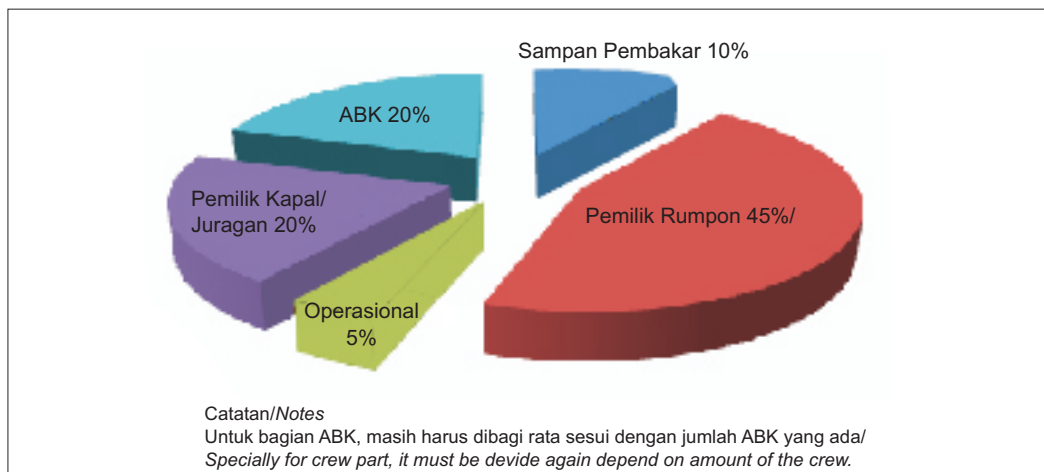 Sampan Pembakar 10%
ABK 20%
Pemilik Kapal/
Juragan 20%
Pemilik Rumpon 45%/
Operasional
5%
Catatan/Notes
Untuk bagian ABK, masih harus dibagi rata sesui dengan jumlah ABK yang ada/
Specially for crew part, it must be devide again depend on amount of the crew.